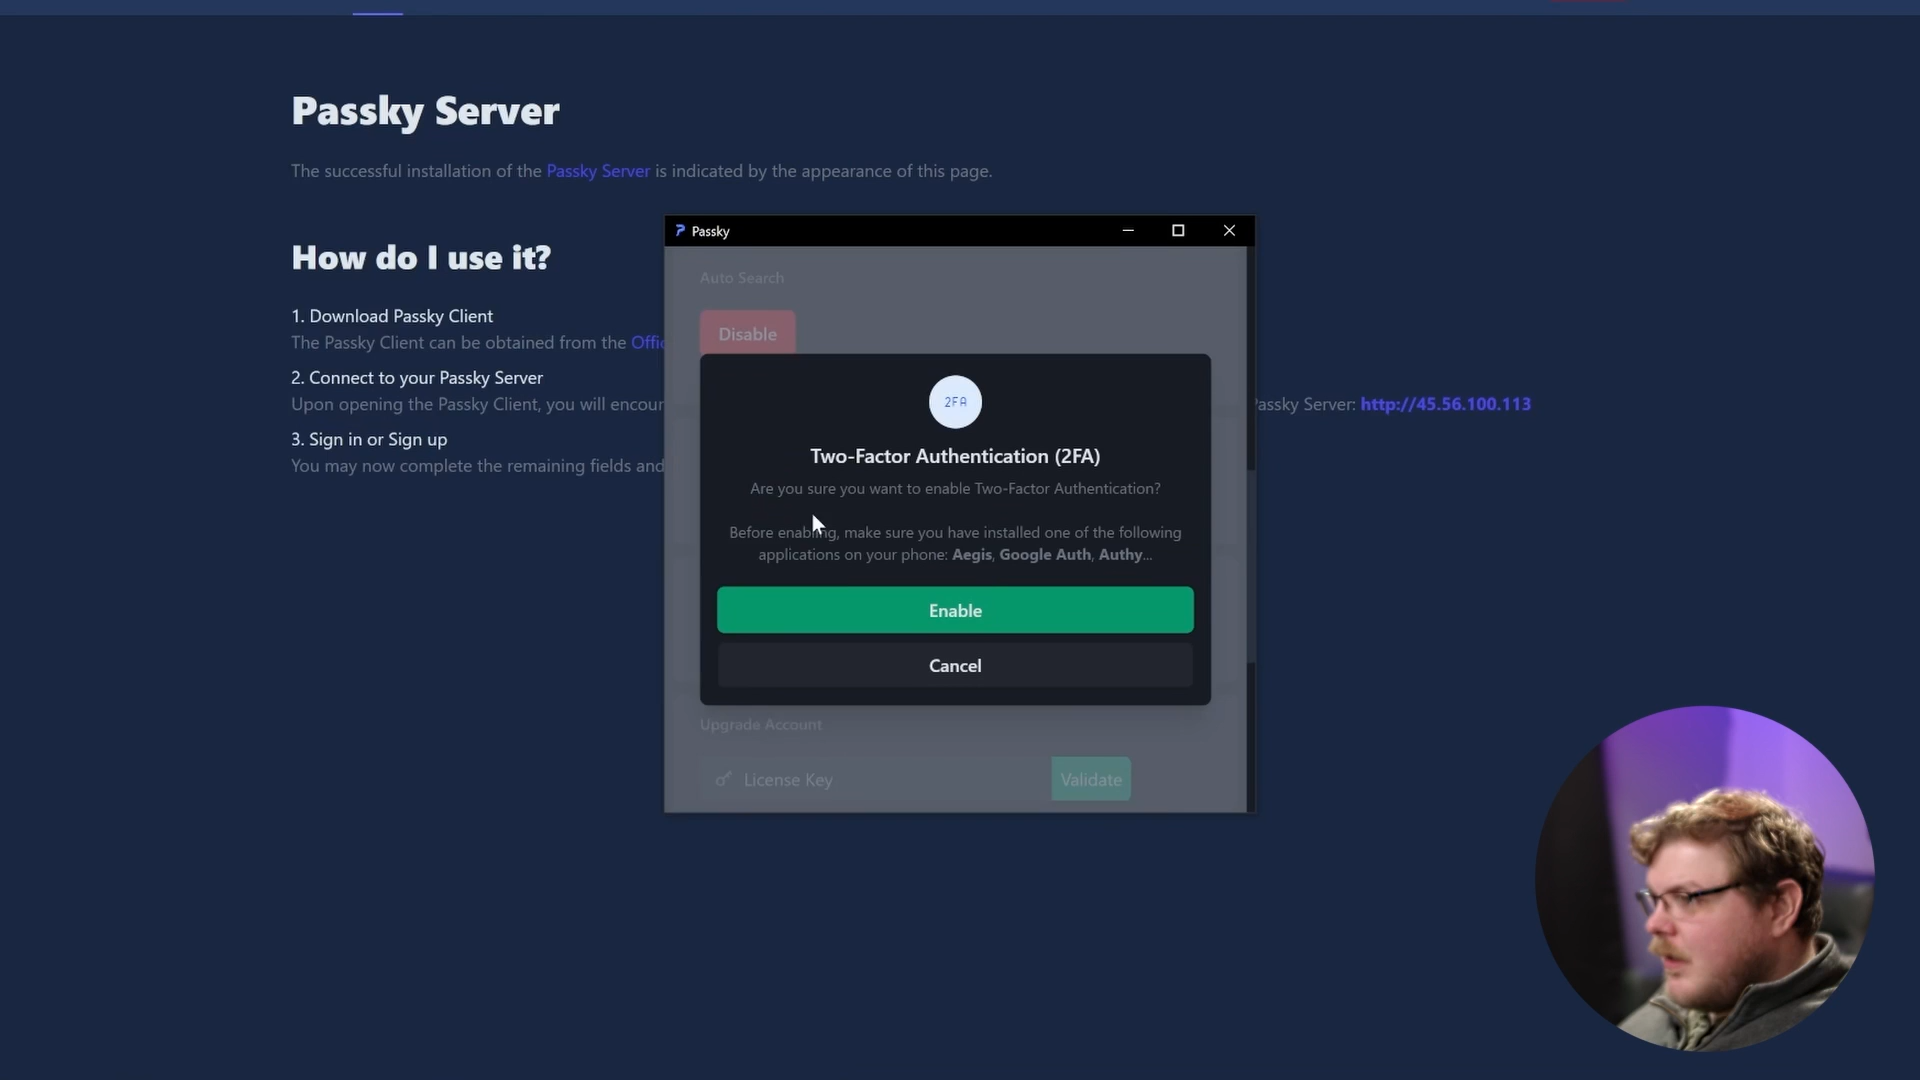 Passky Server
The successful installation of the Passky Server is indicated by the appearance of this page.
How do I use it?
1. Download Passky Client
The Passky Client can be obtained from the
2. Connect to your Passky Server
Upon opening the Passky Client, you will
Passky Server: http://45.56.100.113
3. Sign in or Sign up
You may now complete the remaining fields and
Passky
Auto Search
Disable
2FA
Two-Factor Authentication (2FA)
Are you sure you want to enable Two-Factor Authentication?
Before enabling, make sure you have installed one of the following
applications on your phone: Aegis, Google Auth, Authy...
Enable
Cancel
Upgrade Account
License Key
Validate